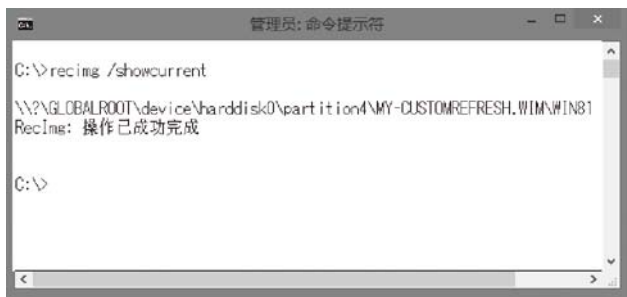 管理员: 命令提示符
C:\>recimg /showcurrent
\\?\GLOBALROOT\device\harddisk0\partition4\MY-CUSTOMREFRESH.WIM\WIN81
RecImg: 操作已成功完成
C:\>